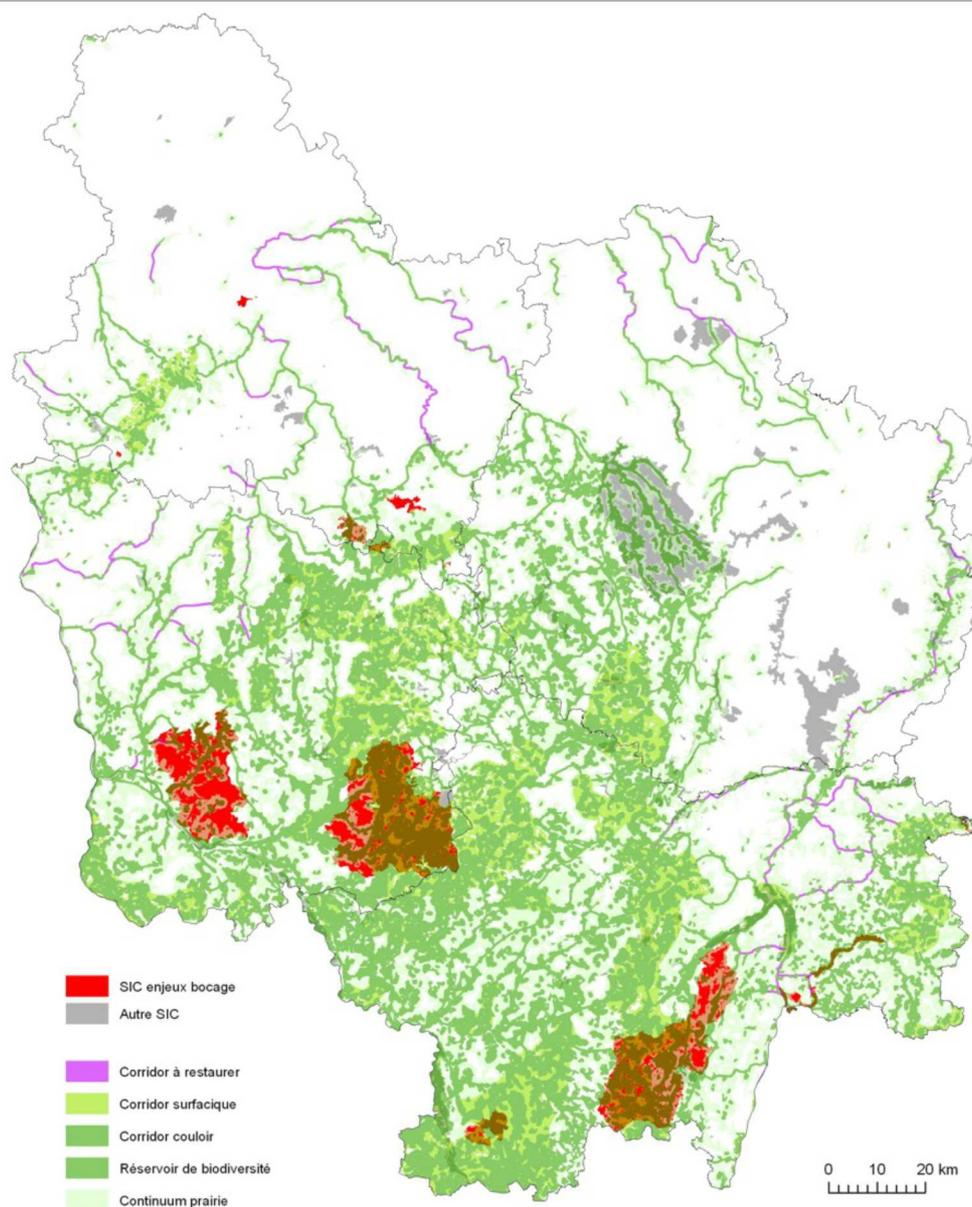 SIC enjeux bocage
Autre SIC
Corridor à restaurer
Corridor surfacique
Corridor couloir
Réservoir de biodiversité
Continuum prairie
0 10 20 km